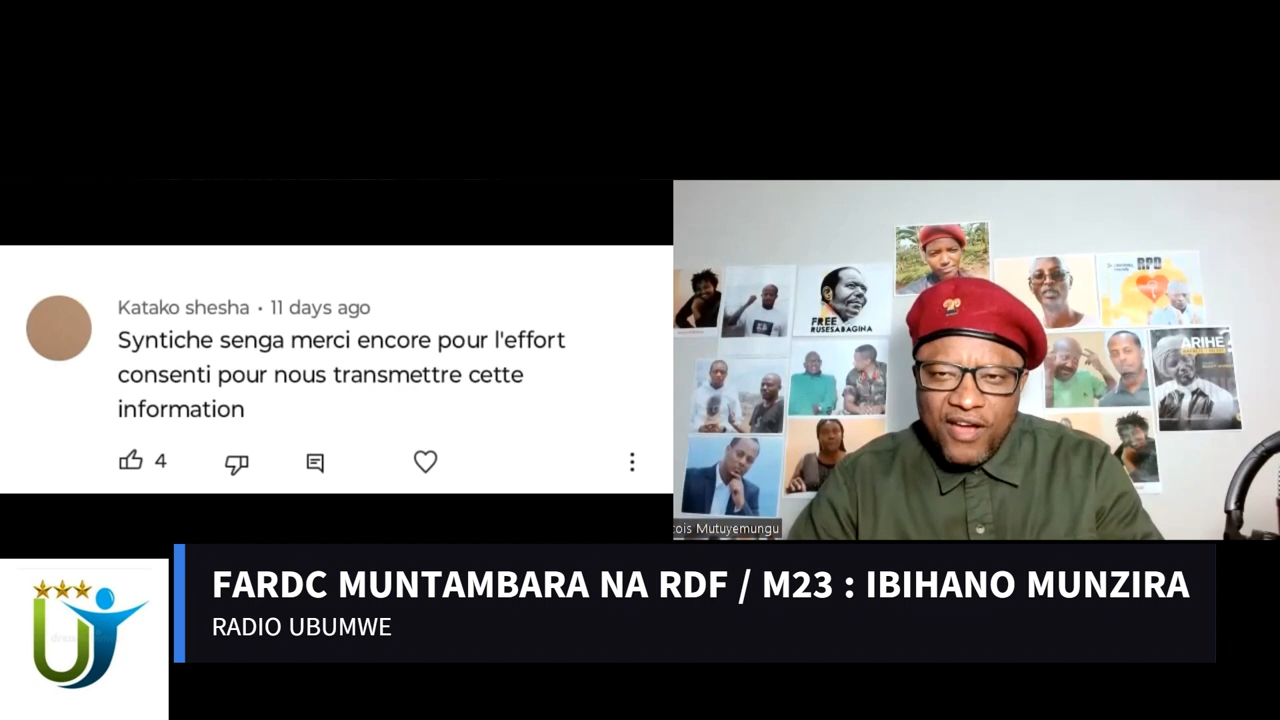 Katako shesha • 11 days ago
Syntiche senga merci encore pour l'effort
consenti pour nous transmettre cette
information
4
FREE
RUSESABAGINA
RPD
ARIHE
cois Mutuyemungu
FARDC MUNTAMBARA NA RDF / M23 : IBIHANO MUNZIRA
RADIO UBUMWE